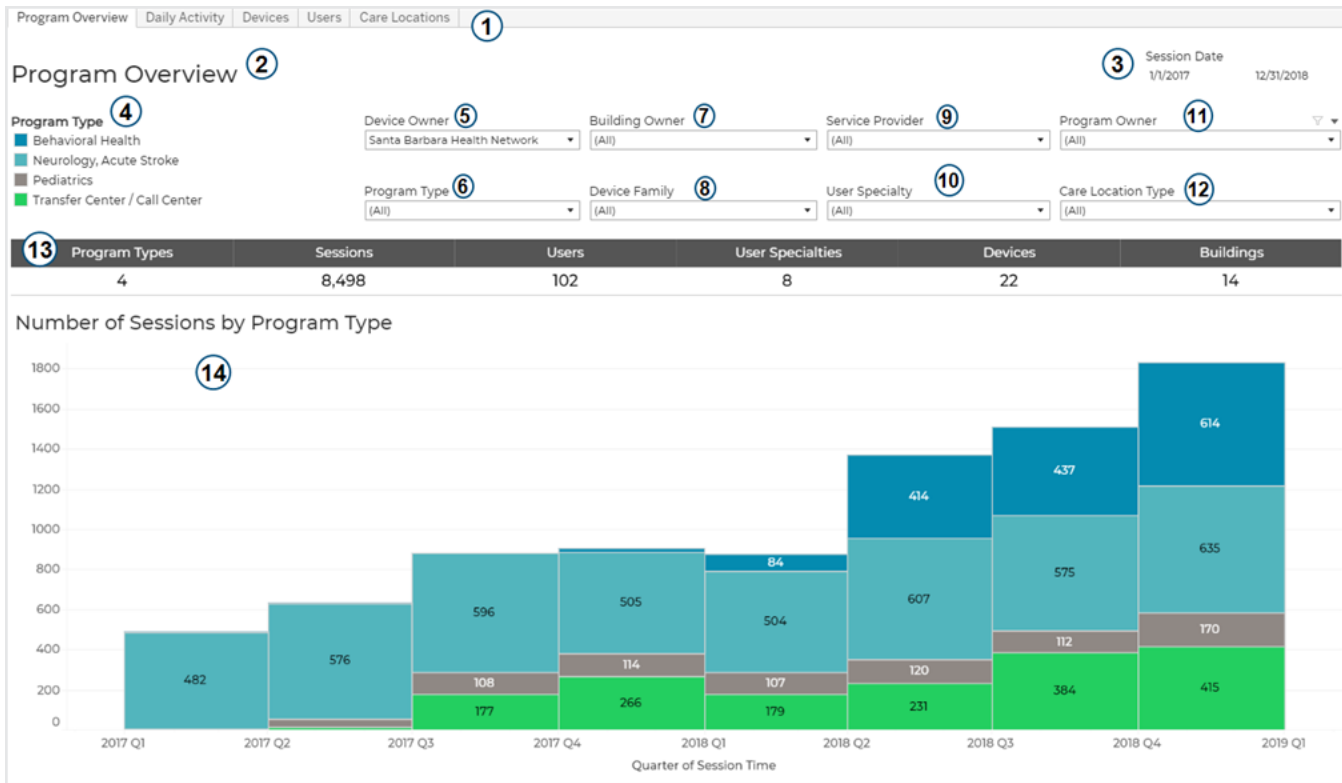 Program Overview Daily Activity Devices Users Care Locations 1
Program Overview 2
3 Session Date
1/1/2017 12/31/2018
Program Type 4
Behavioral Health
Neurology, Acute Stroke
Pediatrics
Transfer Center / Call Center
Device Owner 5 Building Owner 7 Service Provider 9 Program Owner 11
Santa Barbara Health Network (All) (All) (All)
Program Type 6 Device Family 8 User Specialty 10 Care Location Type 12
(All) (All) (All) (All)
13 Program Types Sessions Users User Specialties Devices Buildings
4 8,498 102 8 22 14
Number of Sessions by Program Type
14
1800
1600
1400
1200
1000
800
600
400
200
0
482
576
596
108
177
505
114
266
84
504
107
179
414
607
120
231
437
575
112
384
614
635
170
415
2017 Q1 2017 Q2 2017 Q3 2017 Q4 2018 Q1 2018 Q2 2018 Q3 2018 Q4 2019 Q1
Quarter of Session Time